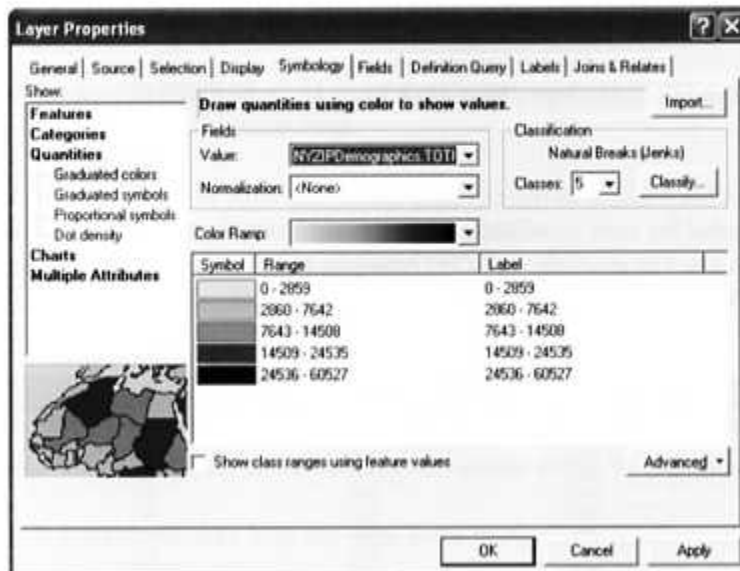 Layer Properties
General | Source | Selection | Display | Symbology | Fields | Definition Query | Labels | Joins & Relates
Show:
Features
Categories
Quantities
Graduated colors
Graduated symbols
Proportional symbols
Dot density
Charts
Multiple Attributes
Draw quantities using color to show values.
Import...
Fields
Value: NYZIPDemographics.TOTI
Normalization: <None>
Classification
Natural Breaks (Jenks)
Classes: 5 Classify...
Color Ramp:
Symbol Range Label
0 - 2859 0 - 2859
2860 - 7642 2860 - 7642
7643 - 14508 7643 - 14508
14509 - 24535 14509 - 24535
24536 - 60527 24536 - 60527
Show class ranges using feature values
Advanced
OK Cancel Apply